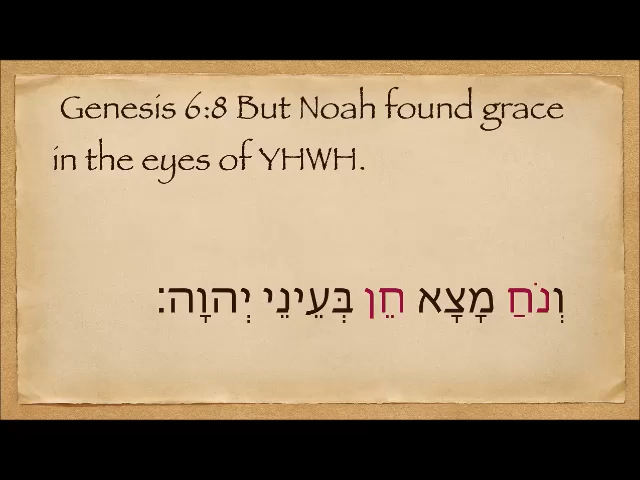 Genesis 6:8 But Noah found grace
in the eyes of YHWH.
וְנֹחַ מָצָא חֵן בְּעֵינֵי יְהוָה׃